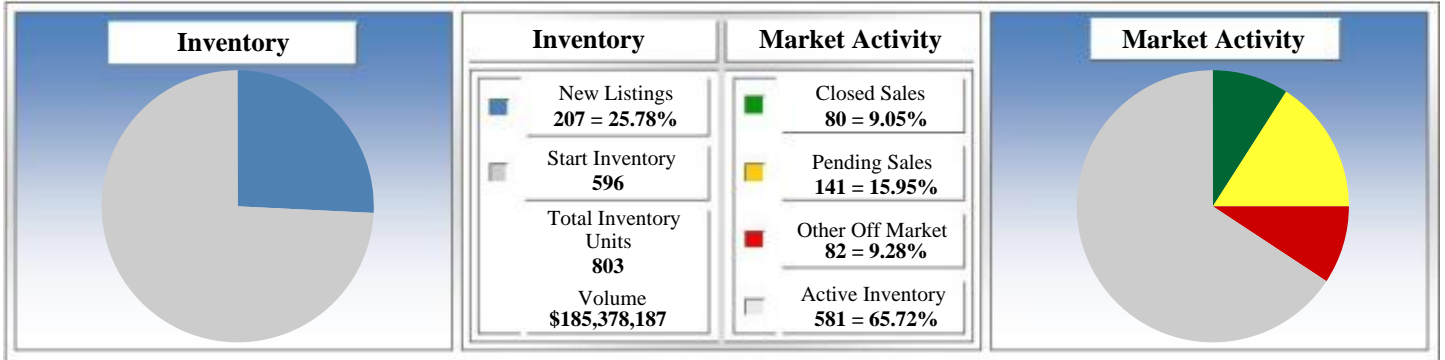 Inventory
Inventory
Market Activity
New Listings
207 = 25.78%
Start Inventory
596
Total Inventory
Units
803
Volume
$185,378,187
Closed Sales
80 = 9.05%
Pending Sales
141 = 15.95%
Other Off Market
82 = 9.28%
Active Inventory
581 = 65.72%
Market Activity